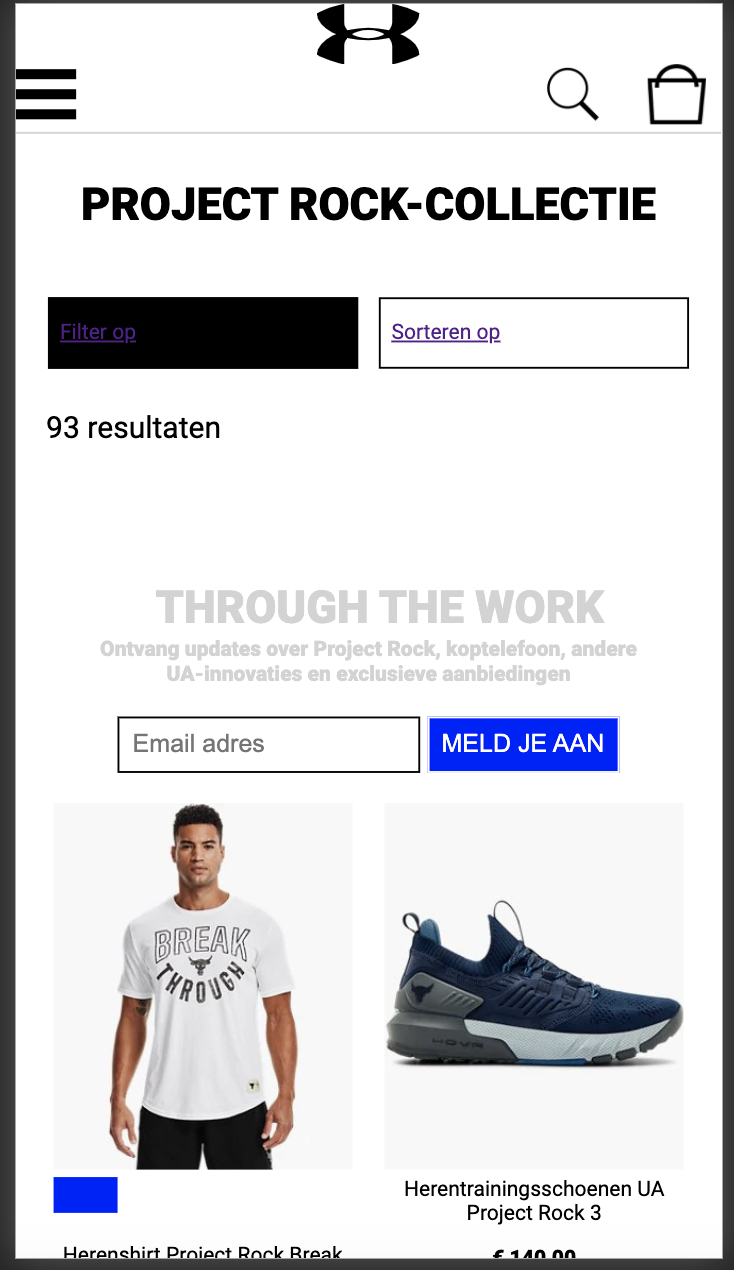 PROJECT ROCK-COLLECTIE
Filter op
Sorteren op
93 resultaten
THROUGH THE WORK
Ontvang updates over Project Rock, koptelefoon, andere
UA-innovaties en exclusieve aanbiedingen
Email adres
MELD JE AAN
BREAK
THROUGH
HOVR
Herentrainingsschoenen UA
Project Rock 3
Herenshirt Project Rock Break
€ 140,00